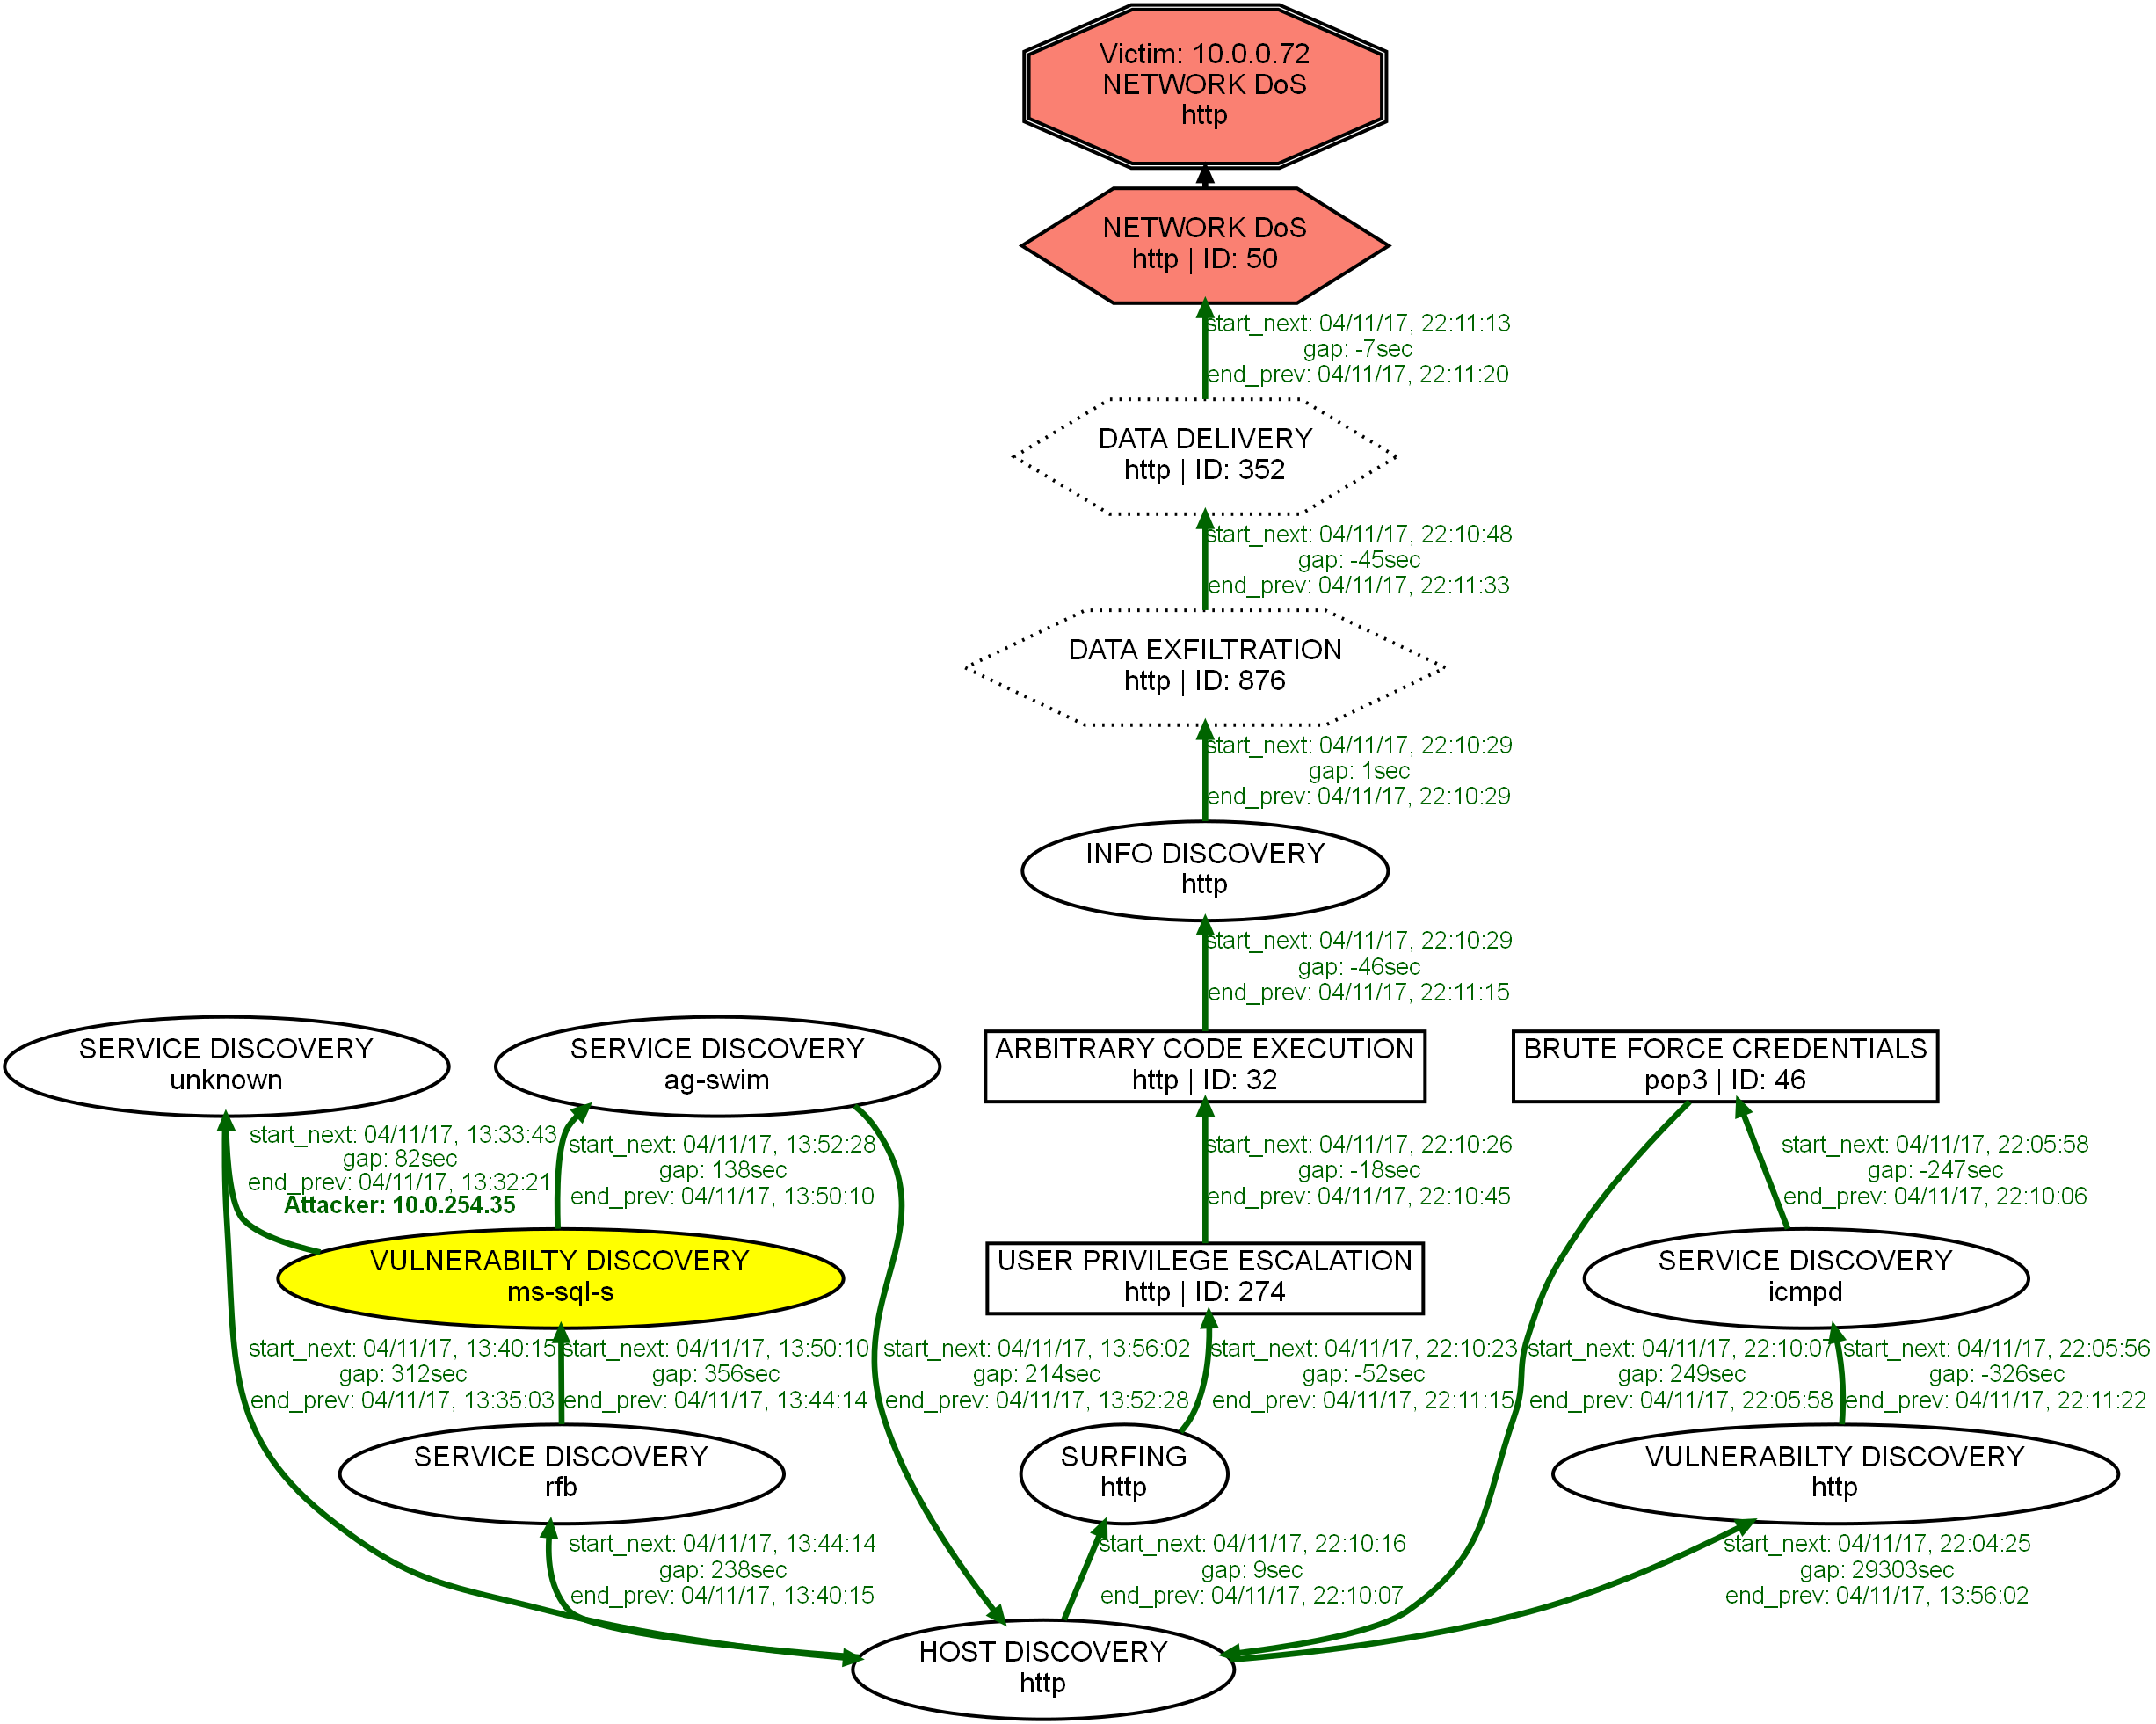 Victim: 10.0.0.72
NETWORK DoS
http
NETWORK DoS
http | ID: 50
start_next: 04/11/17, 22:11:13
gap: -7sec
end_prev: 04/11/17, 22:11:20
DATA DELIVERY
http | ID: 352
start_next: 04/11/17, 22:10:48
gap: -45sec
end_prev: 04/11/17, 22:11:33
DATA EXFILTRATION
http | ID: 876
start_next: 04/11/17, 22:10:29
gap: 1sec
end_prev: 04/11/17, 22:10:29
INFO DISCOVERY
http
start_next: 04/11/17, 22:10:29
gap: -46sec
end_prev: 04/11/17, 22:11:15
SERVICE DISCOVERY
unknown
SERVICE DISCOVERY
ag-swim
ARBITRARY CODE EXECUTION
http | ID: 32
BRUTE FORCE CREDENTIALS
pop3 | ID: 46
start_next: 04/11/17, 13:33:43
gap: 82sec
end_prev: 04/11/17, 13:32:21
Attacker: 10.0.254.35
start_next: 04/11/17, 13:52:28
gap: 138sec
end_prev: 04/11/17, 13:50:10
start_next: 04/11/17, 22:10:26
gap: -18sec
end_prev: 04/11/17, 22:10:45
start_next: 04/11/17, 22:05:58
gap: -247sec
end_prev: 04/11/17, 22:10:06
VULNERABILTY DISCOVERY
ms-sql-s
USER PRIVILEGE ESCALATION
http | ID: 274
SERVICE DISCOVERY
icmpd
start_next: 04/11/17, 13:40:15
gap: 312sec
end_prev: 04/11/17, 13:35:03
start_next: 04/11/17, 13:50:10
gap: 356sec
end_prev: 04/11/17, 13:44:14
start_next: 04/11/17, 13:56:02
gap: 214sec
end_prev: 04/11/17, 13:52:28
start_next: 04/11/17, 22:10:23
gap: -52sec
end_prev: 04/11/17, 22:11:15
start_next: 04/11/17, 22:10:07
gap: 249sec
end_prev: 04/11/17, 22:05:58
start_next: 04/11/17, 22:05:56
gap: -326sec
end_prev: 04/11/17, 22:11:22
SERVICE DISCOVERY
rfb
SURFING
http
VULNERABILTY DISCOVERY
http
start_next: 04/11/17, 13:44:14
gap: 238sec
end_prev: 04/11/17, 13:40:15
start_next: 04/11/17, 22:10:16
gap: 9sec
end_prev: 04/11/17, 22:10:07
start_next: 04/11/17, 22:04:25
gap: 29303sec
end_prev: 04/11/17, 13:56:02
HOST DISCOVERY
http